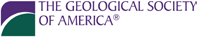 THE GEOLOGICAL SOCIETY
OF AMERICA®